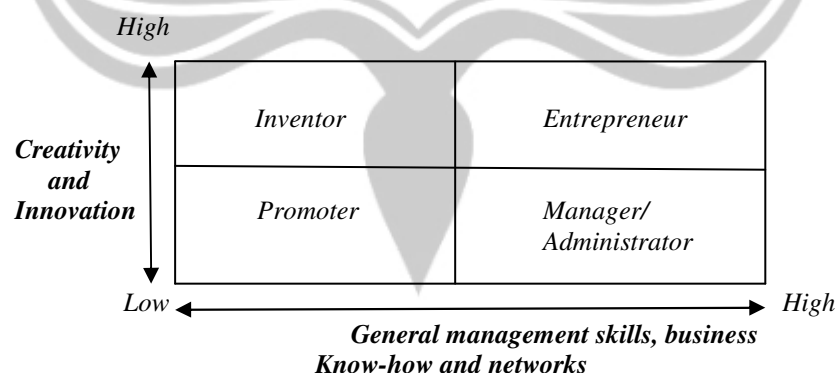 High
Inventor
Entrepreneur
Creativity
and
Innovation
Promoter
Manager/
Administrator
Low
High
General management skills, business
Know-how and networks